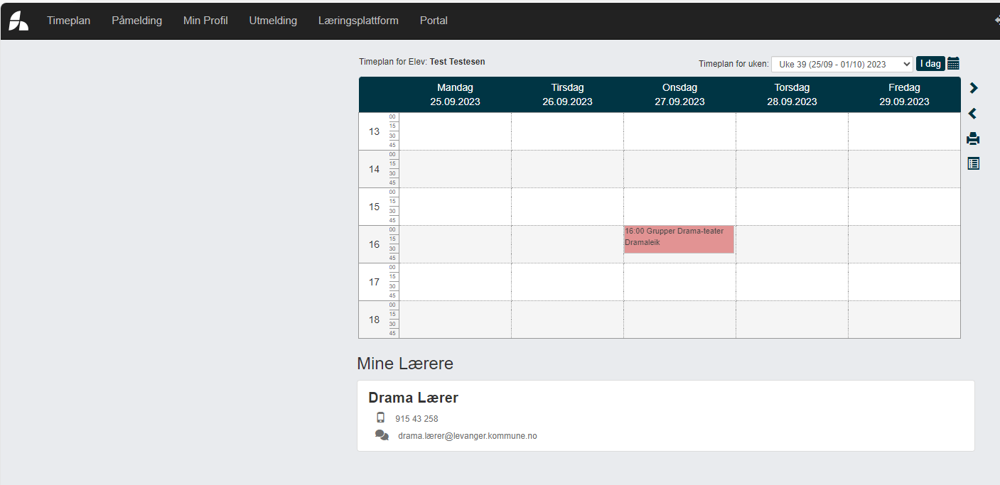 Timeplan Påmelding Min Profil Utmelding Læringsplattform Portal
Timeplan for Elev: Test Testesen
Timeplan for uken: Uke 39 (25/09 - 01/10) 2023 I dag
Mandag Tirsdag Onsdag Torsdag Fredag
25.09.2023 26.09.2023 27.09.2023 28.09.2023 29.09.2023
13
00
15
30
45
14
00
15
30
45
15
00
15
30
45
16
00
15
30
45
16:00 Grupper Drama-teater
Dramaleik
17
00
15
30
45
18
00
15
30
45
Mine Lærere
Drama Lærer
915 43 258
drama.lærer@levanger.kommune.no